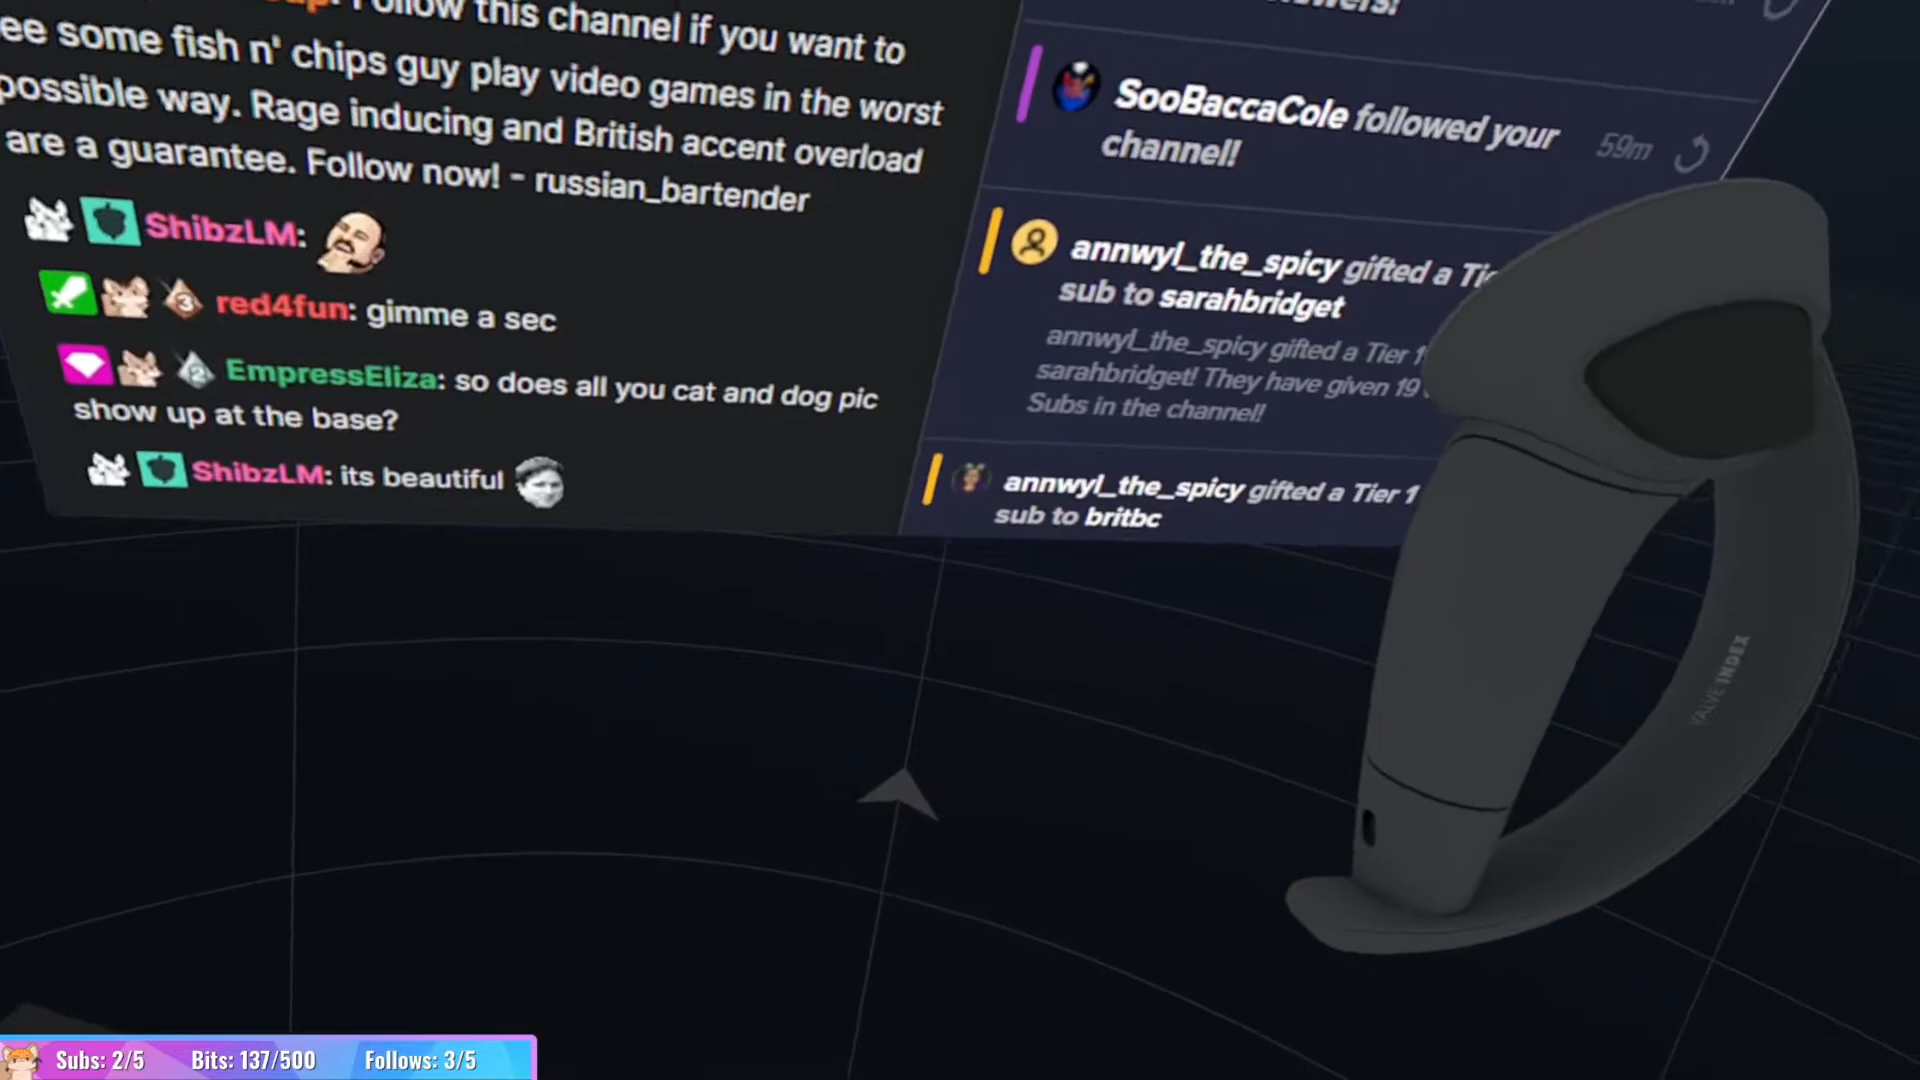 Follow this channel if you want to
see some fish n' chips guy play video games in the worst
possible way. Rage inducing and British accent overload
are a guarantee. Follow now! - russian_bartender
ShibzLM:
red4fun: gimme a sec
EmpressEliza: so does all you cat and dog pic
show up at the base?
ShibzLM: its beautiful
SooBaccaCole followed your
channel!
59m
annwyl_the_spicy gifted a
sub to sarahbridget
annwyl_the_spicy gifted a Tier 1
sarahbridget! They have given 19
Subs in the channel!
annwyl_the_spicy gifted a Tier 1
sub to britbc
VALVE INDEX
Subs: 2/5
Bits: 137/500
Follows: 3/5